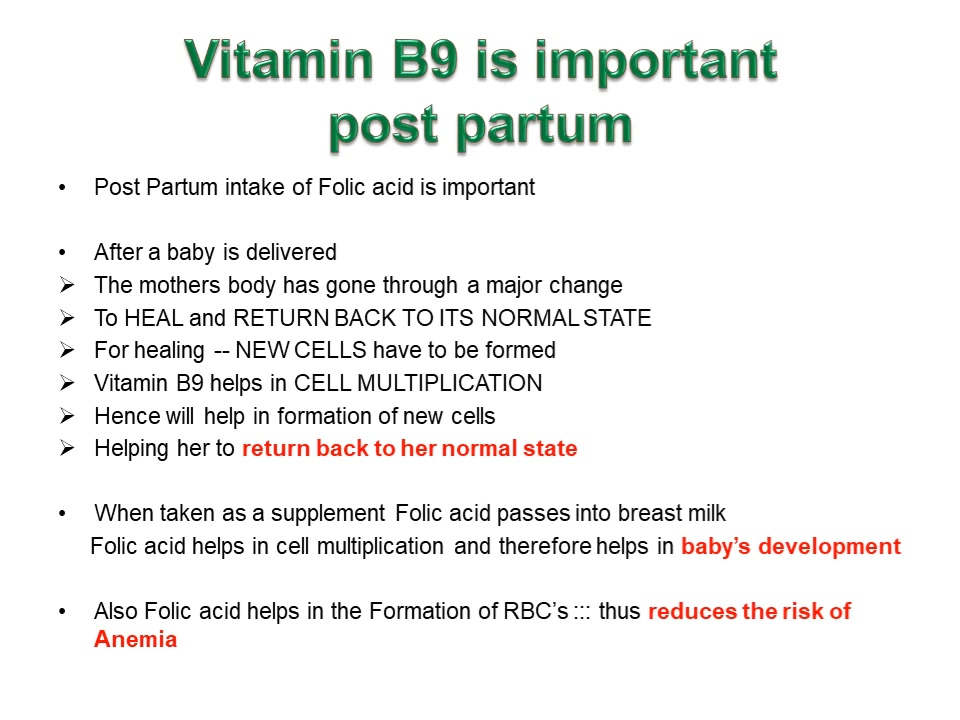 Vitamin B9 is important
post partum
• Post Partum intake of Folic acid is important
• After a baby is delivered
➢ The mothers body has gone through a major change
➢ To HEAL and RETURN BACK TO ITS NORMAL STATE
➢ For healing -- NEW CELLS have to be formed
➢ Vitamin B9 helps in CELL MULTIPLICATION
➢ Hence will help in formation of new cells
➢ Helping her to return back to her normal state
• When taken as a supplement Folic acid passes into breast milk
Folic acid helps in cell multiplication and therefore helps in baby’s development
• Also Folic acid helps in the Formation of RBC’s ::: thus reduces the risk of
Anemia